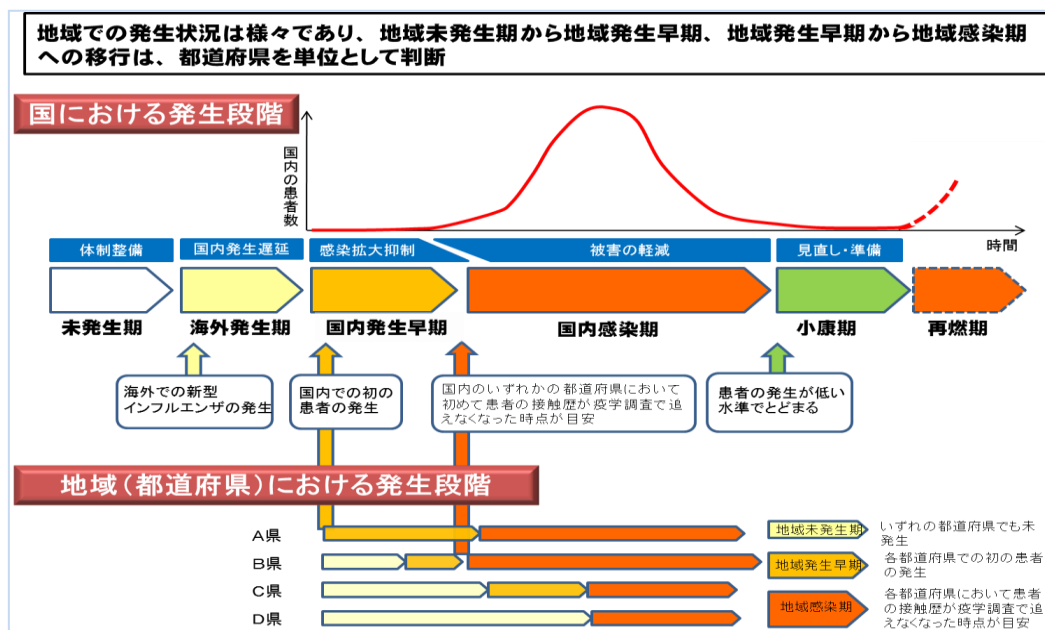 地域での発生状況は様々であり、地域未発生期から地域発生早期、地域発生早期から地域感染期
への移行は、都道府県を単位として判断
国における発生段階
国内の患者数
時間
体制整備
国内発生遅延
感染拡大抑制
被害の軽減
見直し・準備
未発生期
海外発生期
国内発生早期
国内感染期
小康期
再燃期
海外での新型
インフルエンザの発生
国内での初の
患者の発生
国内のいずれかの都道府県において
初めて患者の接触歴が疫学調査で追
えなくなった時点が目安
患者の発生が低い
水準でとどまる
地域(都道府県)における発生段階
A県
B県
C県
D県
地域未発生期
いずれの都道府県でも未
発生
地域発生早期
各都道府県での初の患者
の発生
地域感染期
各都道府県において患者
の接触歴が疫学調査で追
えなくなった時点が目安